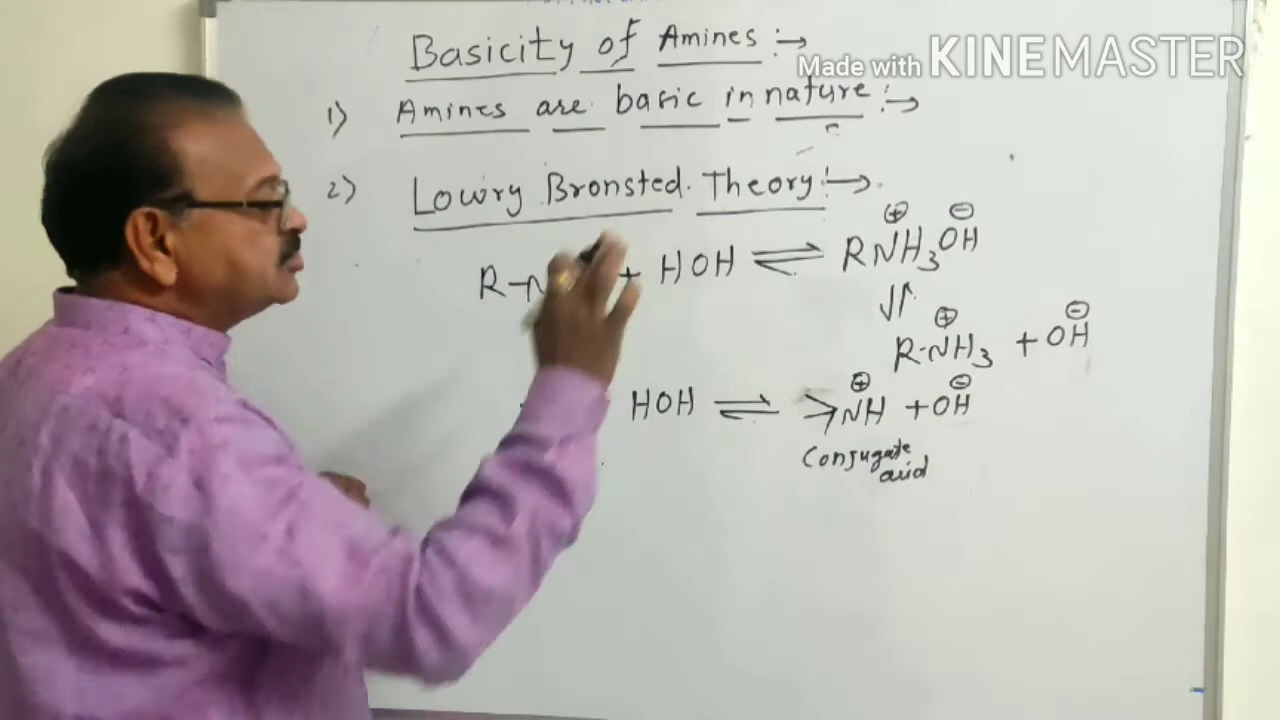 Basicity of Amines :→
Made with KINEMASTER
1) Amines are basic in nature :→
2) Lowry Bronsted. Theory :→
R-N + HOH ⇌ RNH₃⊕ OH⊖
⇌
R-NH₃⊕ + OH⊖
HOH ⇌ >NH⊕ + OH⊖
Conjugate
acid